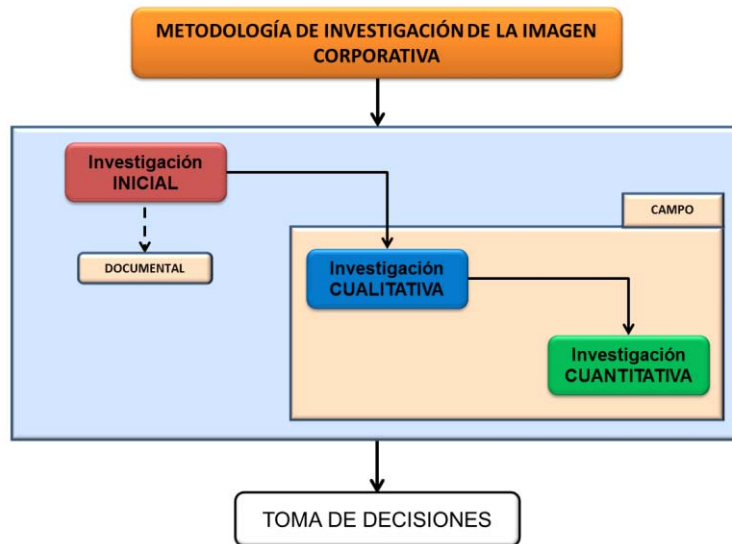 METODOLOGÍA DE INVESTIGACIÓN DE LA IMAGEN
CORPORATIVA
Investigación
INICIAL
CAMPO
DOCUMENTAL
Investigación
CUALITATIVA
Investigación
CUANTITATIVA
TOMA DE DECISIONES